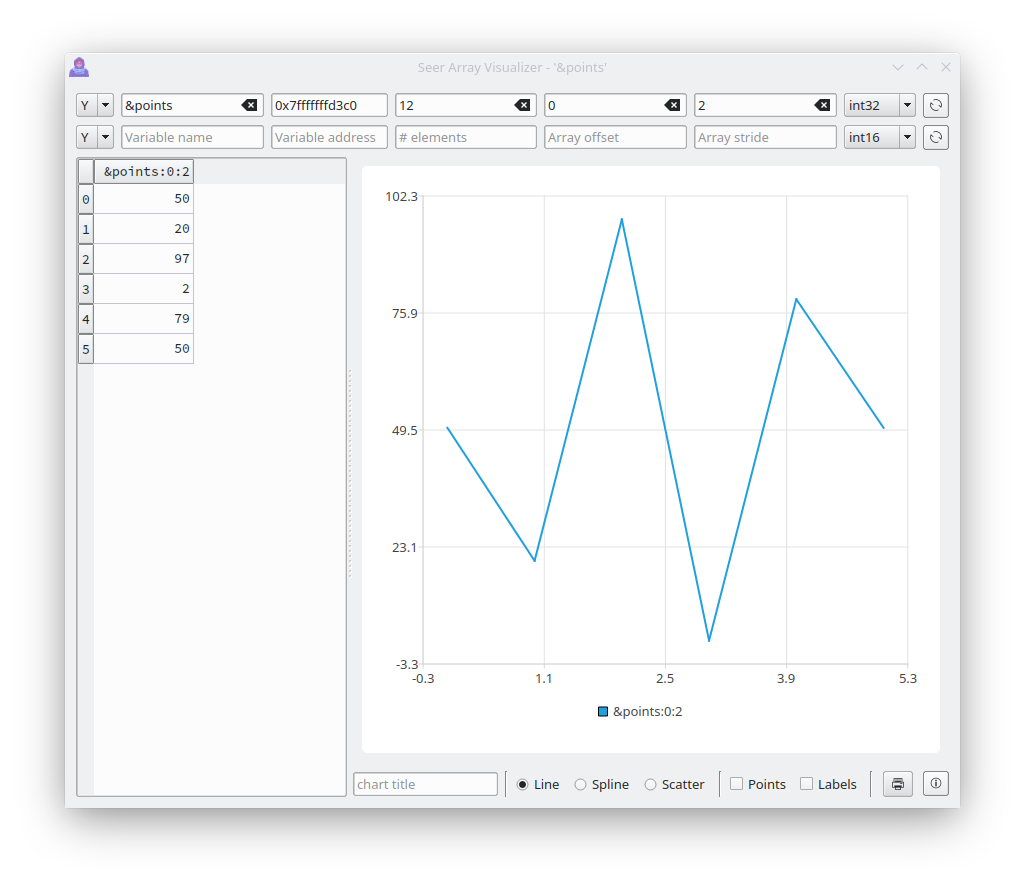 Seer Array Visualizer - '&points'
Y &points 0x7fffffffd3c0 12 0 2 int32
Y Variable name Variable address # elements Array offset Array stride int16
&points:0:2
0 50
1 20
2 97
3 2
4 79
5 50
102.3
75.9
49.5
23.1
-3.3
-0.3 1.1 2.5 3.9 5.3
&points:0:2
chart title Line Spline Scatter Points Labels